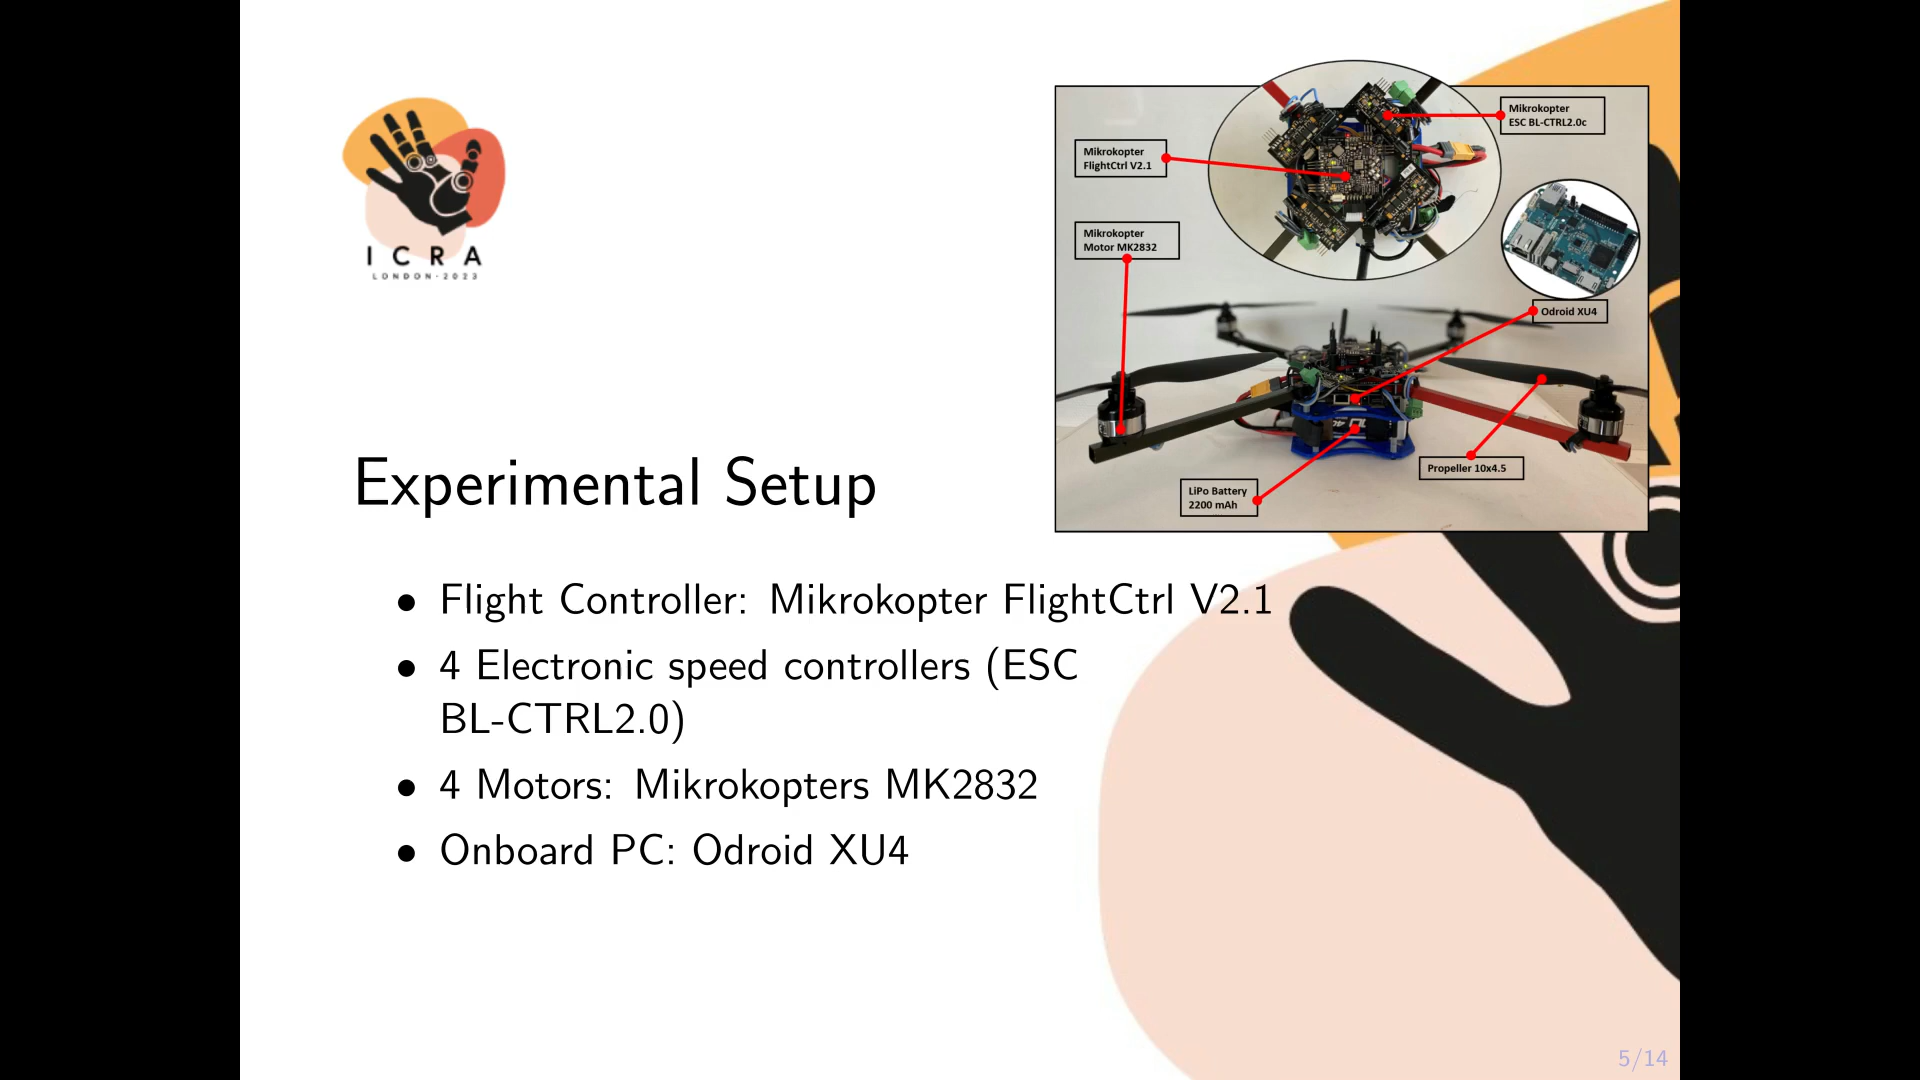 ICRA
LONDON·2023
Mikrokopter
ESC BL-CTRL2.0c
Mikrokopter
FlightCtrl V2.1
Mikrokopter
Motor MK2832
Odroid XU4
Propeller 10x4.5
LiPo Battery
2200 mAh
Experimental Setup
• Flight Controller: Mikrokopter FlightCtrl V2.1
• 4 Electronic speed controllers (ESC
BL-CTRL2.0)
• 4 Motors: Mikrokopters MK2832
• Onboard PC: Odroid XU4
5/14